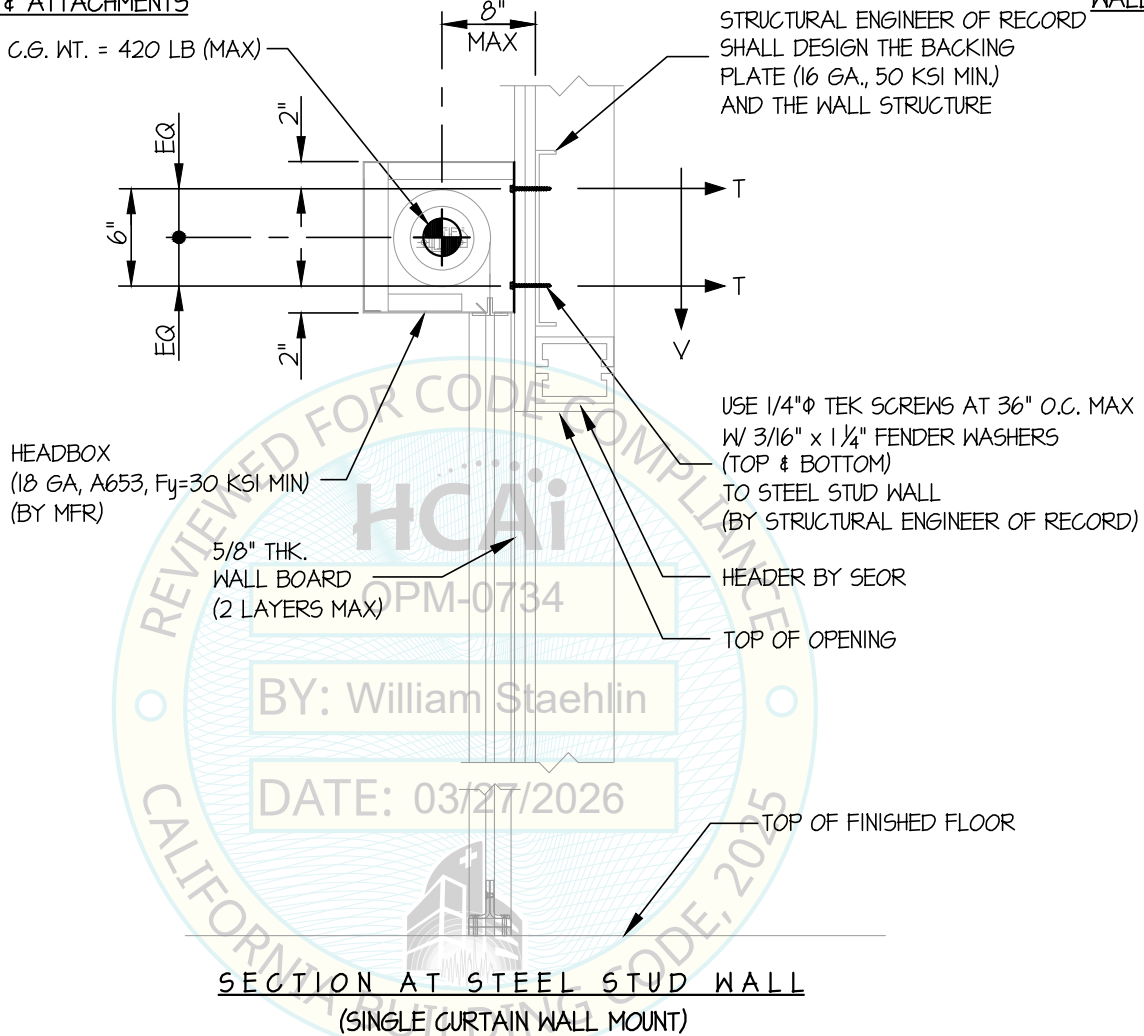 & ATTACHMENTS
WALL
8"
MAX
C.G. WT. = 420 LB (MAX)
STRUCTURAL ENGINEER OF RECORD
SHALL DESIGN THE BACKING
PLATE (16 GA., 50 KSI MIN.)
AND THE WALL STRUCTURE
EQ
2"
6"
T
T
V
EQ
2"
USE 1/4"Φ TEK SCREWS AT 36" O.C. MAX
W/ 3/16" x 1 1/4" FENDER WASHERS
(TOP & BOTTOM)
TO STEEL STUD WALL
(BY STRUCTURAL ENGINEER OF RECORD)
HEADBOX
(18 GA, A653, Fy=30 KSI MIN)
(BY MFR)
5/8" THK.
WALL BOARD
(2 LAYERS MAX)
HEADER BY SEOR
TOP OF OPENING
REVIEWED FOR CODE COMPLIANCE
HCAi
OPM-0734
BY: William Staehlin
DATE: 03/27/2026
CALIFORNIA BUILDING CODE, 2025
TOP OF FINISHED FLOOR
SECTION AT STEEL STUD WALL
(SINGLE CURTAIN WALL MOUNT)